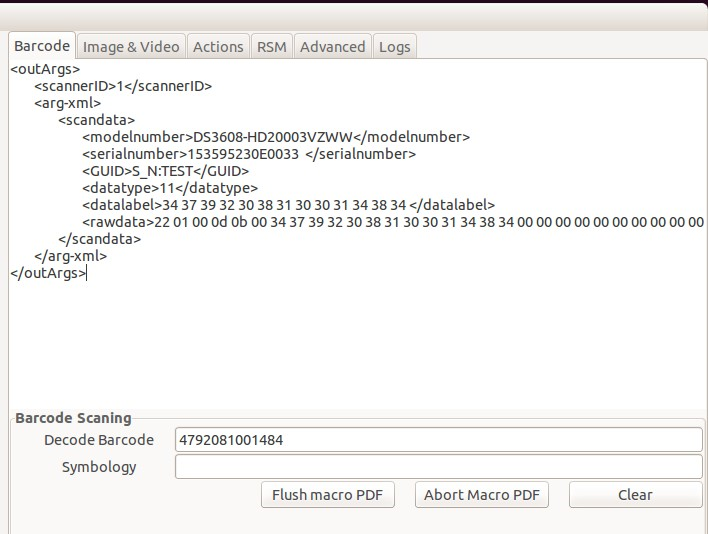 Barcode Image & Video Actions RSM Advanced Logs
<outArgs>
<scannerID>1</scannerID>
<arg-xml>
<scandata>
<modelnumber>DS3608-HD20003VZWW</modelnumber>
<serialnumber>153595230E0033 </serialnumber>
<GUID>S_N:TEST</GUID>
<datatype>11</datatype>
<datalabel>34 37 39 32 30 38 31 30 30 31 34 38 34 </datalabel>
<rawdata>22 01 00 0d 0b 00 34 37 39 32 30 38 31 30 30 31 34 38 34 00 00 00 00 00 00 00 00 00
</scandata>
</arg-xml>
</outArgs>
Barcode Scaning
Decode Barcode 4792081001484
Symbology
Flush macro PDF Abort Macro PDF Clear